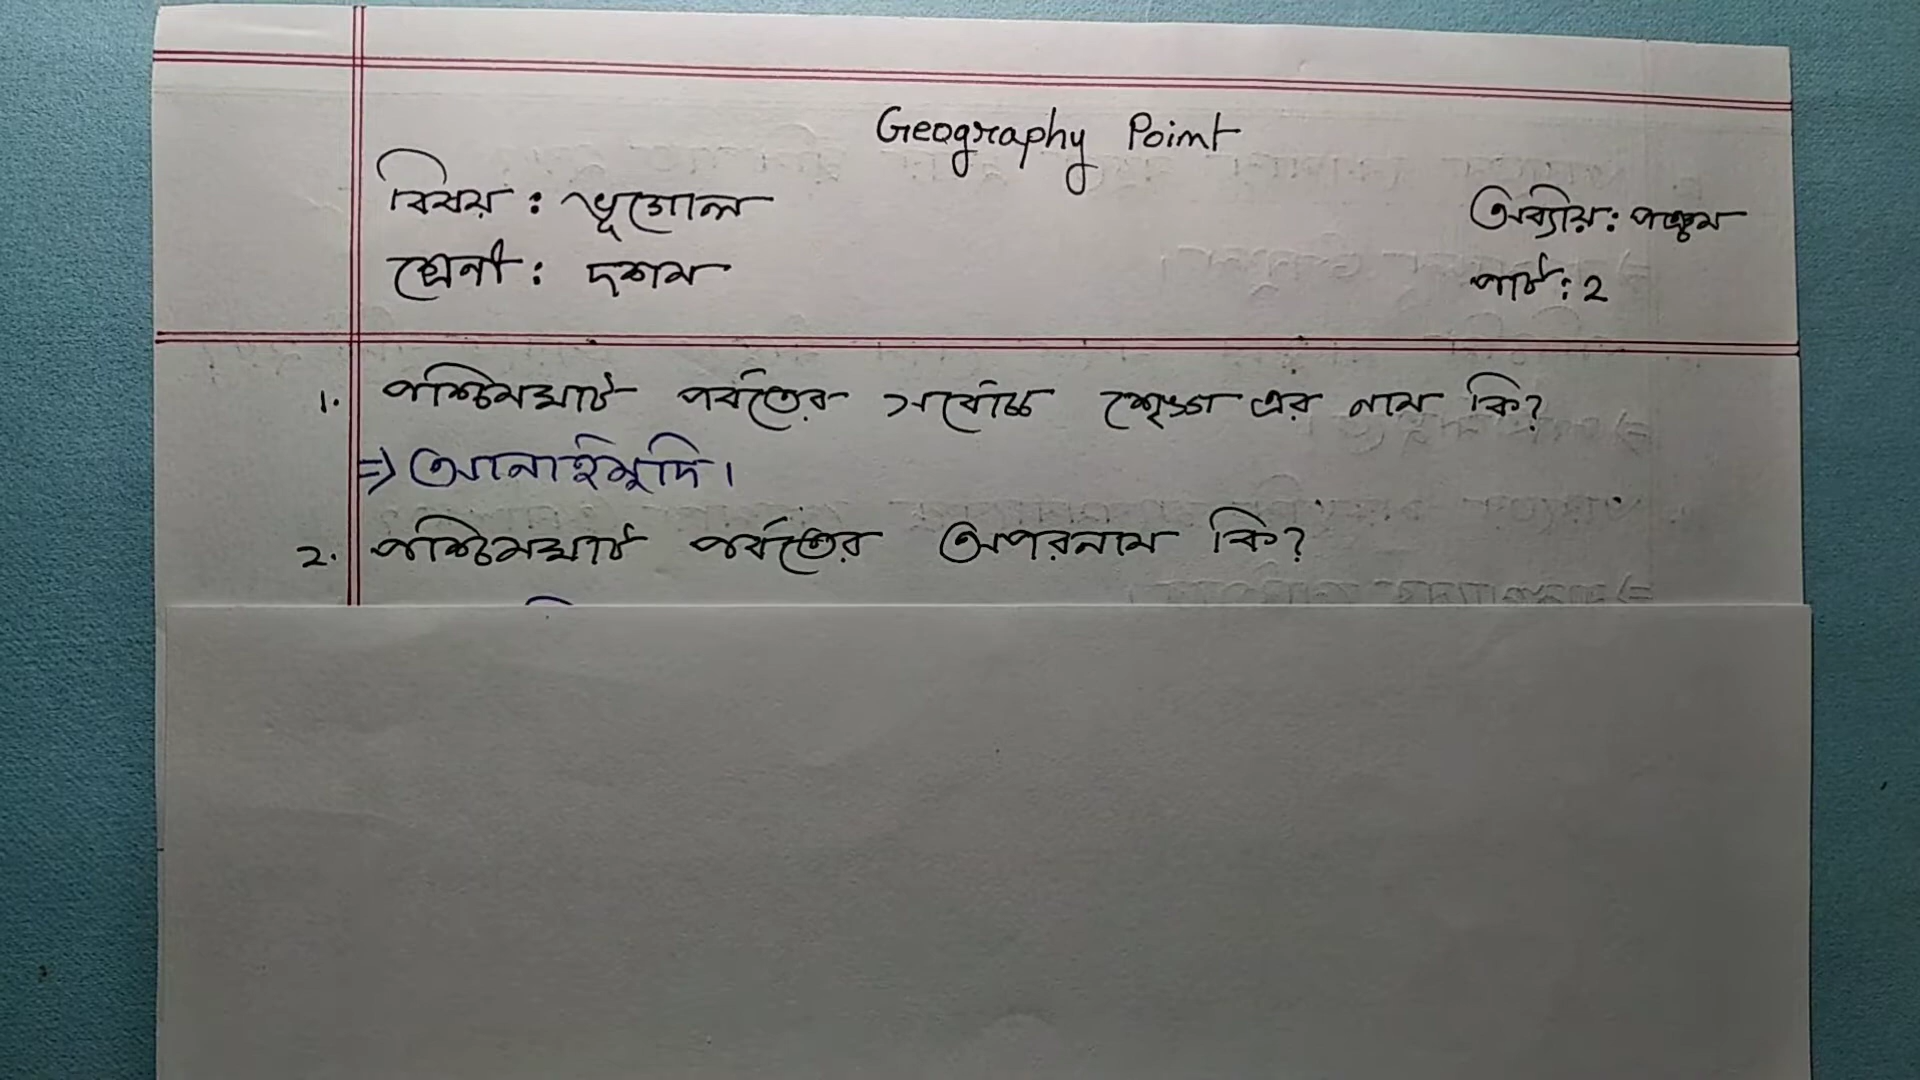 Geography Point
বিষয় : ভূগোল
অধ্যায় : পঞ্চম
শ্রেনী : দশম
পার্ট : ২
1. পশ্চিমঘাট পর্বতের সর্বোচ্চ শৃঙ্গ এর নাম কি?
⇒ আনাইমুদি।
2. পশ্চিমঘাট পর্বতের অপরনাম কি?